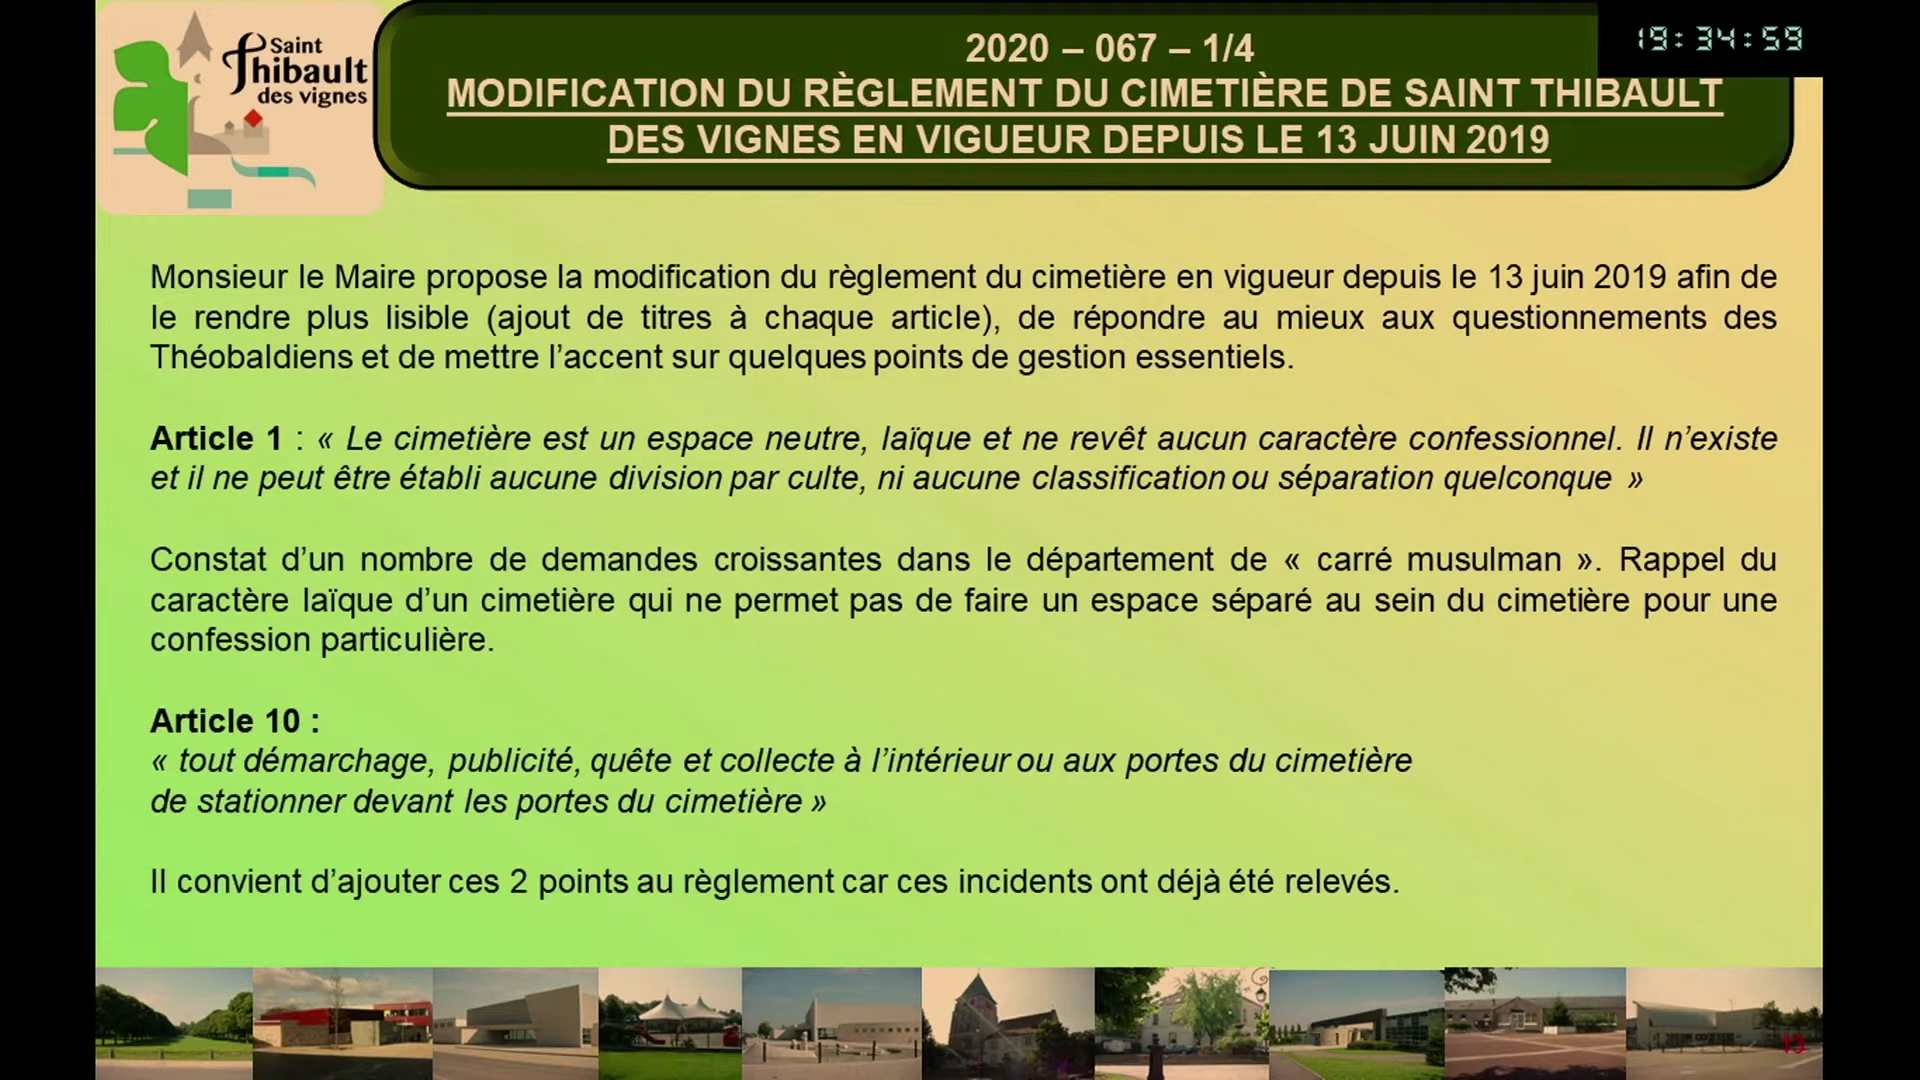 Saint
Thibault
des vignes
2020 – 067 – 1/4
MODIFICATION DU RÈGLEMENT DU CIMETIÈRE DE SAINT THIBAULT
DES VIGNES EN VIGUEUR DEPUIS LE 13 JUIN 2019
19:34:59
Monsieur le Maire propose la modification du règlement du cimetière en vigueur depuis le 13 juin 2019 afin de
le rendre plus lisible (ajout de titres à chaque article), de répondre au mieux aux questionnements des
Théobaldiens et de mettre l’accent sur quelques points de gestion essentiels.
Article 1 : « Le cimetière est un espace neutre, laïque et ne revêt aucun caractère confessionnel. Il n’existe
et il ne peut être établi aucune division par culte, ni aucune classification ou séparation quelconque »
Constat d’un nombre de demandes croissantes dans le département de « carré musulman ». Rappel du
caractère laïque d’un cimetière qui ne permet pas de faire un espace séparé au sein du cimetière pour une
confession particulière.
Article 10 :
« tout démarchage, publicité, quête et collecte à l’intérieur ou aux portes du cimetière
de stationner devant les portes du cimetière »
Il convient d’ajouter ces 2 points au règlement car ces incidents ont déjà été relevés.
13